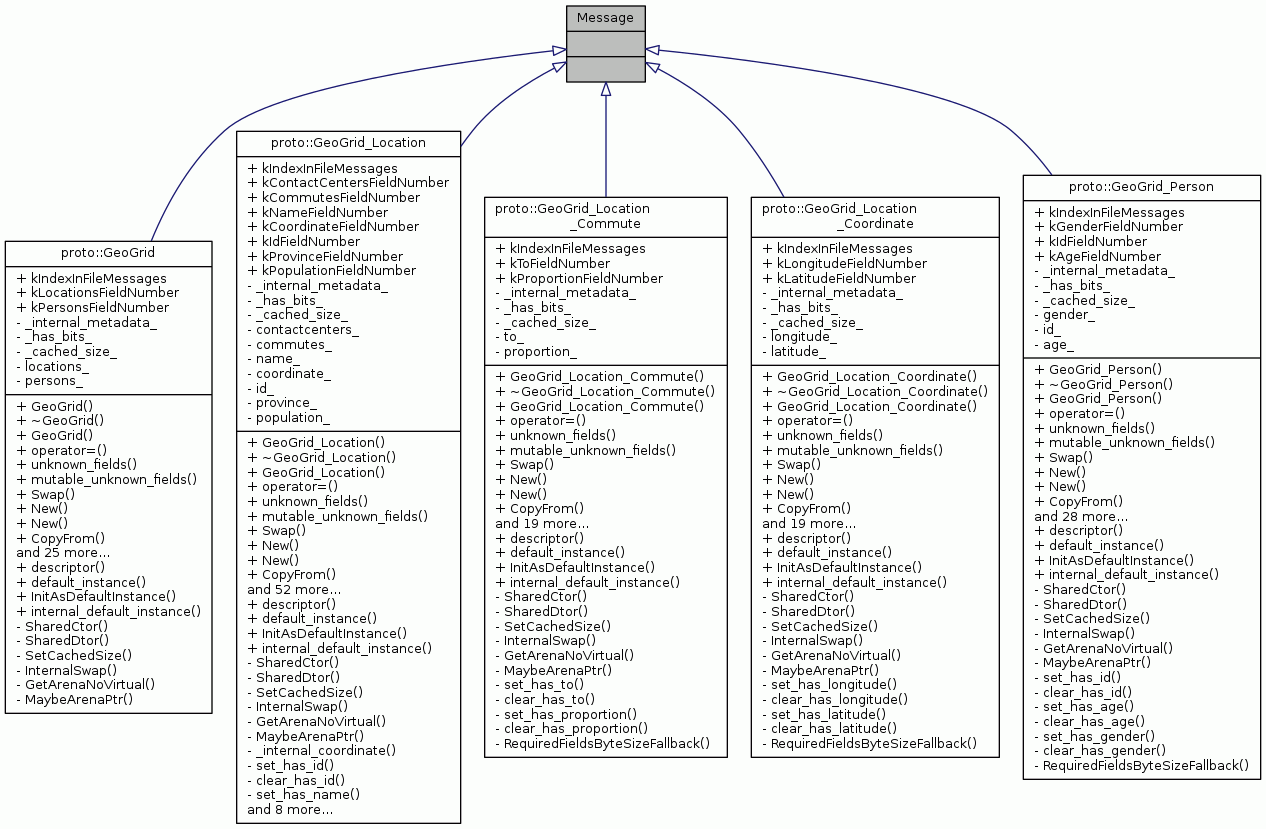 Message
proto::GeoGrid
+ kIndexInFileMessages
+ kLocationsFieldNumber
+ kPersonsFieldNumber
- _internal_metadata_
- _has_bits_
- _cached_size_
- locations_
- persons_
+ GeoGrid()
+ ~GeoGrid()
+ GeoGrid()
+ operator=()
+ unknown_fields()
+ mutable_unknown_fields()
+ Swap()
+ New()
+ New()
+ CopyFrom()
and 25 more...
+ descriptor()
+ default_instance()
+ InitAsDefaultInstance()
+ internal_default_instance()
- SharedCtor()
- SharedDtor()
- SetCachedSize()
- InternalSwap()
- GetArenaNoVirtual()
- MaybeArenaPtr()
proto::GeoGrid_Location
+ kIndexInFileMessages
+ kContactCentersFieldNumber
+ kCommutesFieldNumber
+ kNameFieldNumber
+ kCoordinateFieldNumber
+ kIdFieldNumber
+ kProvinceFieldNumber
+ kPopulationFieldNumber
- _internal_metadata_
- _has_bits_
- _cached_size_
- contactcenters_
- commutes_
- name_
- coordinate_
- id_
- province_
- population_
+ GeoGrid_Location()
+ ~GeoGrid_Location()
+ GeoGrid_Location()
+ operator=()
+ unknown_fields()
+ mutable_unknown_fields()
+ Swap()
+ New()
+ New()
+ CopyFrom()
and 52 more...
+ descriptor()
+ default_instance()
+ InitAsDefaultInstance()
+ internal_default_instance()
- SharedCtor()
- SharedDtor()
- SetCachedSize()
- InternalSwap()
- GetArenaNoVirtual()
- MaybeArenaPtr()
- _internal_coordinate()
- set_has_id()
- clear_has_id()
- set_has_name()
and 8 more...
proto::GeoGrid_Location
_Commute
+ kIndexInFileMessages
+ kToFieldNumber
+ kProportionFieldNumber
- _internal_metadata_
- _has_bits_
- _cached_size_
- to_
- proportion_
+ GeoGrid_Location_Commute()
+ ~GeoGrid_Location_Commute()
+ GeoGrid_Location_Commute()
+ operator=()
+ unknown_fields()
+ mutable_unknown_fields()
+ Swap()
+ New()
+ New()
+ CopyFrom()
and 19 more...
+ descriptor()
+ default_instance()
+ InitAsDefaultInstance()
+ internal_default_instance()
- SharedCtor()
- SharedDtor()
- SetCachedSize()
- InternalSwap()
- GetArenaNoVirtual()
- MaybeArenaPtr()
- set_has_to()
- clear_has_to()
- set_has_proportion()
- clear_has_proportion()
- RequiredFieldsByteSizeFallback()
proto::GeoGrid_Location
_Coordinate
+ kIndexInFileMessages
+ kLongitudeFieldNumber
+ kLatitudeFieldNumber
- _internal_metadata_
- _has_bits_
- _cached_size_
- longitude_
- latitude_
+ GeoGrid_Location_Coordinate()
+ ~GeoGrid_Location_Coordinate()
+ GeoGrid_Location_Coordinate()
+ operator=()
+ unknown_fields()
+ mutable_unknown_fields()
+ Swap()
+ New()
+ New()
+ CopyFrom()
and 19 more...
+ descriptor()
+ default_instance()
+ InitAsDefaultInstance()
+ internal_default_instance()
- SharedCtor()
- SharedDtor()
- SetCachedSize()
- InternalSwap()
- GetArenaNoVirtual()
- MaybeArenaPtr()
- set_has_longitude()
- clear_has_longitude()
- set_has_latitude()
- clear_has_latitude()
- RequiredFieldsByteSizeFallback()
proto::GeoGrid_Person
+ kIndexInFileMessages
+ kGenderFieldNumber
+ kIdFieldNumber
+ kAgeFieldNumber
- _internal_metadata_
- _has_bits_
- _cached_size_
- gender_
- id_
- age_
+ GeoGrid_Person()
+ ~GeoGrid_Person()
+ GeoGrid_Person()
+ operator=()
+ unknown_fields()
+ mutable_unknown_fields()
+ Swap()
+ New()
+ New()
+ CopyFrom()
and 28 more...
+ descriptor()
+ default_instance()
+ InitAsDefaultInstance()
+ internal_default_instance()
- SharedCtor()
- SharedDtor()
- SetCachedSize()
- InternalSwap()
- GetArenaNoVirtual()
- MaybeArenaPtr()
- set_has_id()
- clear_has_id()
- set_has_age()
- clear_has_age()
- set_has_gender()
- clear_has_gender()
- RequiredFieldsByteSizeFallback()